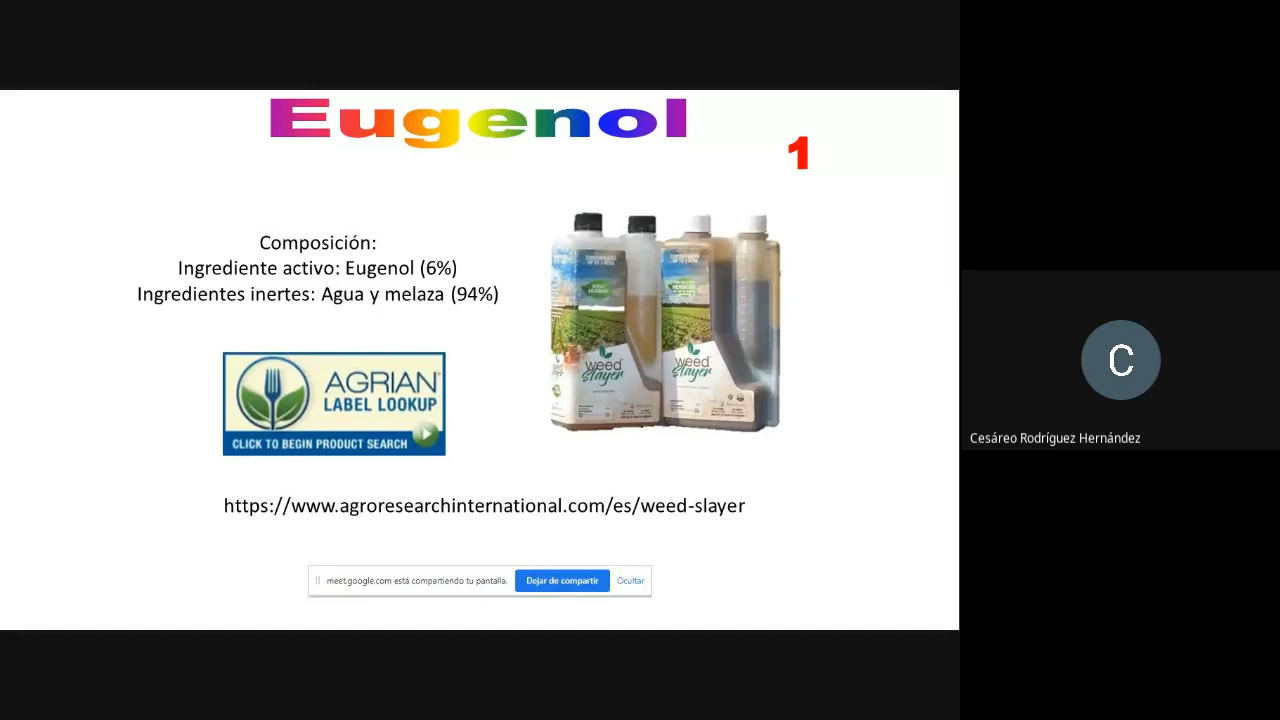 Eugenol
1
Composición:
Ingrediente activo: Eugenol (6%)
Ingredientes inertes: Agua y melaza (94%)
weed
slayer
weed
slayer
AGRIAN
LABEL LOOKUP
CLICK TO BEGIN PRODUCT SEARCH
https://www.agroresearchinternational.com/es/weed-slayer
meet.google.com está compartiendo tu pantalla.
Dejar de compartir
Ocultar
C
Cesáreo Rodríguez Hernández